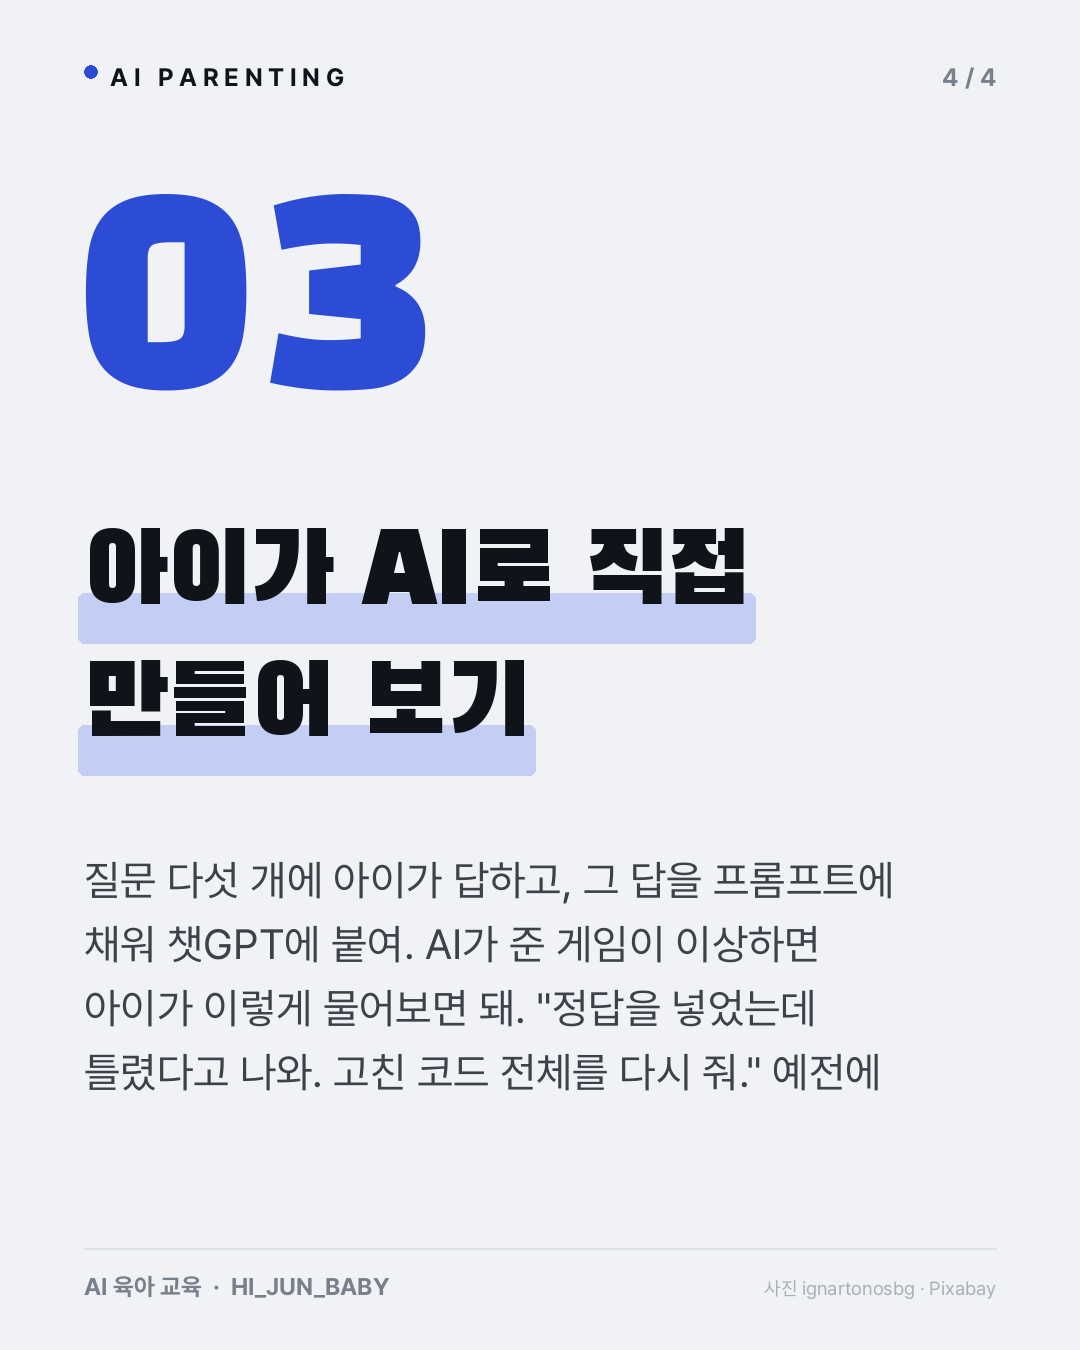 AI PARENTING
4 / 4
03
아이가 AI로 직접
만들어 보기
질문 다섯 개에 아이가 답하고, 그 답을 프롬프트에
채워 챗GPT에 붙여. AI가 준 게임이 이상하면
아이가 이렇게 물어보면 돼. "정답을 넣었는데
틀렸다고 나와. 고친 코드 전체를 다시 줘." 예전에
AI 육아 교육 · HI_JUN_BABY
사진 ignartonosbg · Pixabay